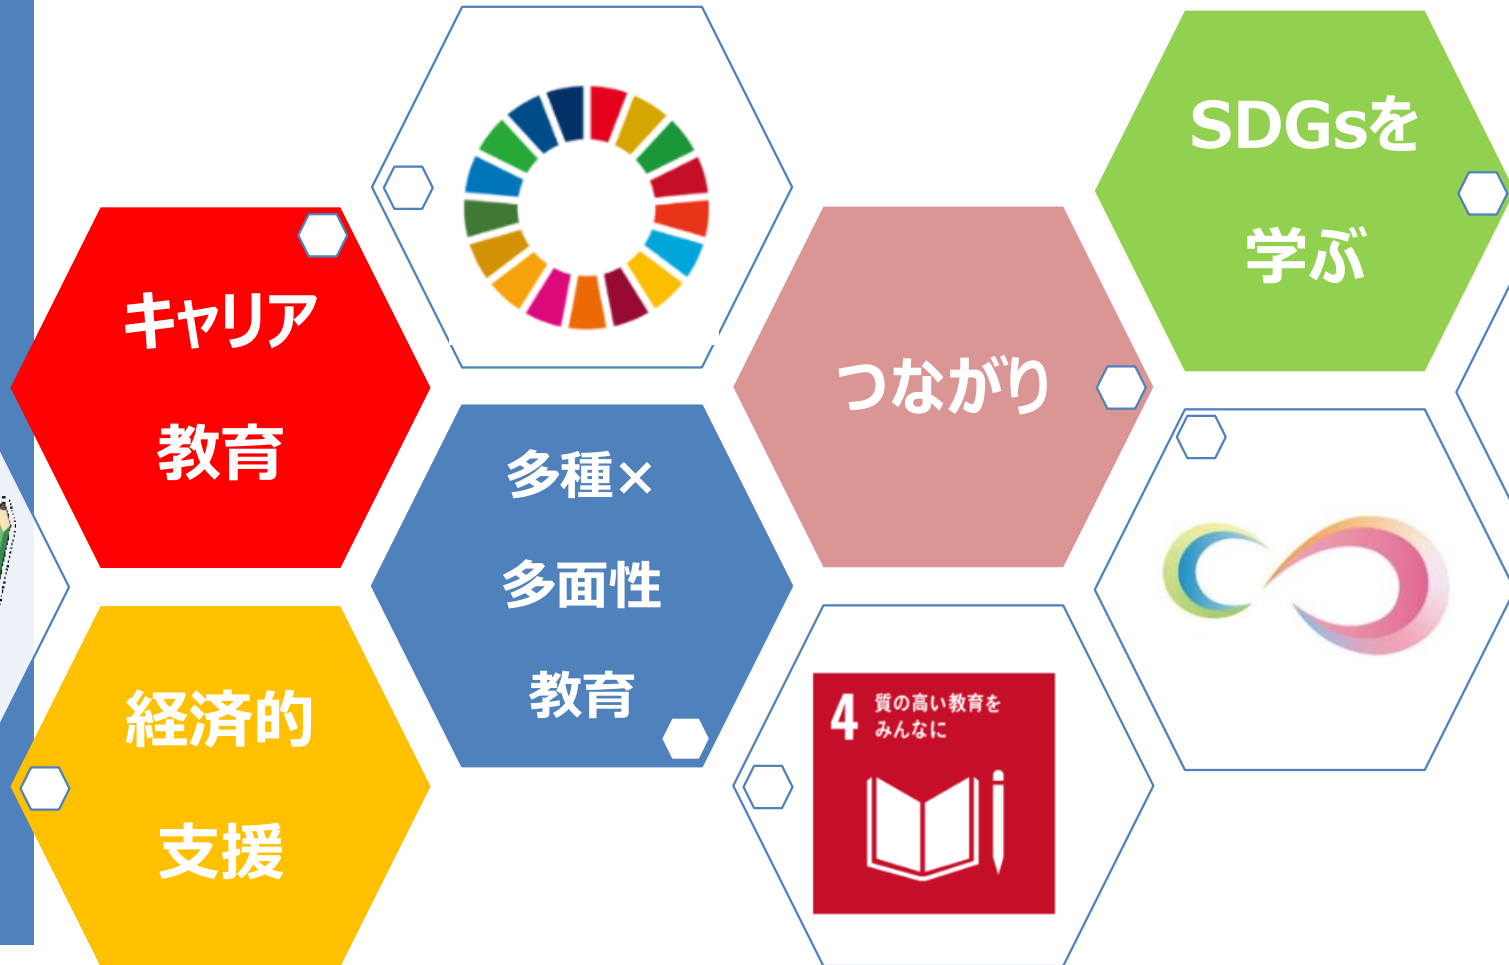 キャリア
教育
経済的
支援
多種×
多面性
教育
つながり
4 質の高い教育を
みんなに
SDGsを
学ぶ